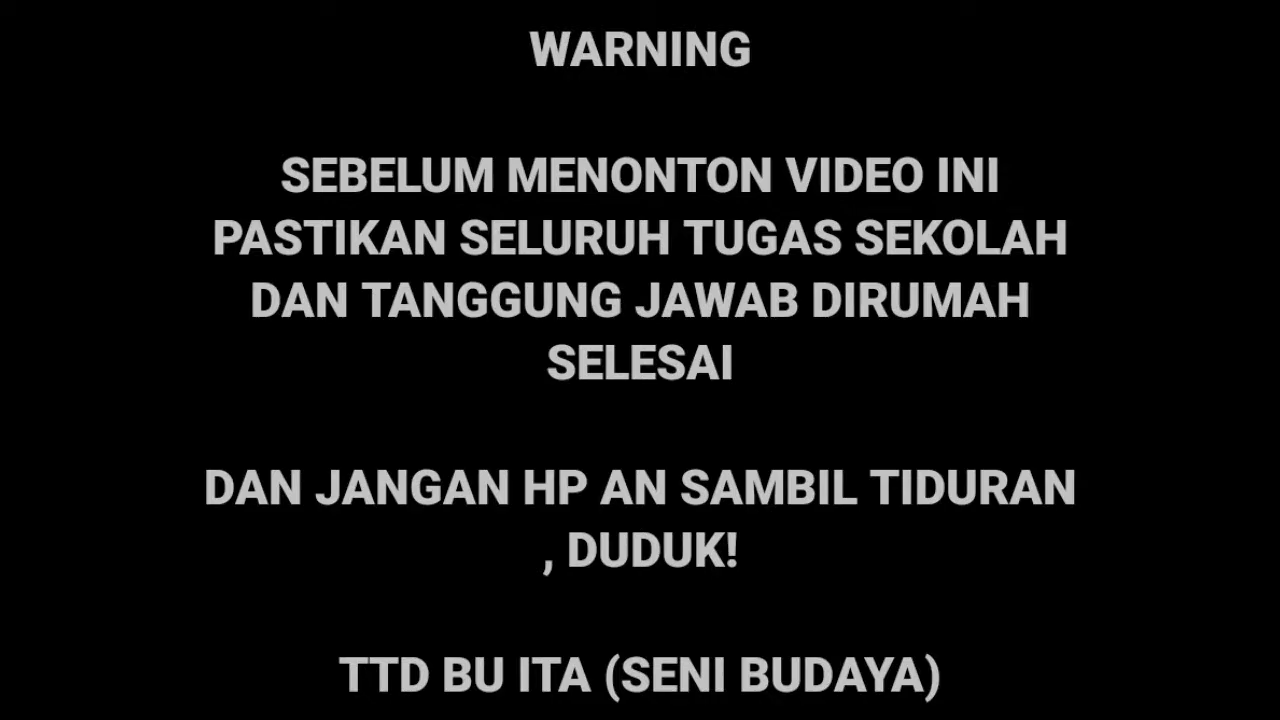 WARNING
SEBELUM MENONTON VIDEO INI
PASTIKAN SELURUH TUGAS SEKOLAH
DAN TANGGUNG JAWAB DIRUMAH
SELESAI
DAN JANGAN HP AN SAMBIL TIDURAN
, DUDUK!
TTD BU ITA (SENI BUDAYA)